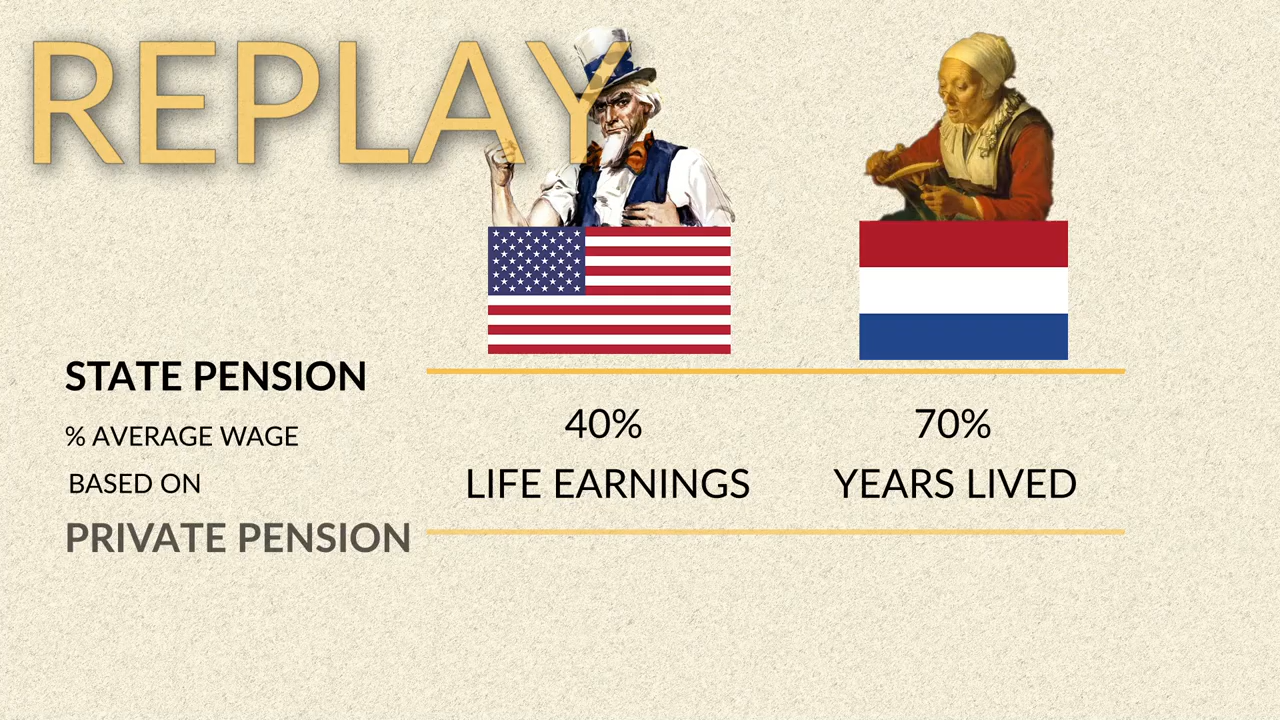 REPLAY
STATE PENSION
% AVERAGE WAGE 40% 70%
BASED ON LIFE EARNINGS YEARS LIVED
PRIVATE PENSION